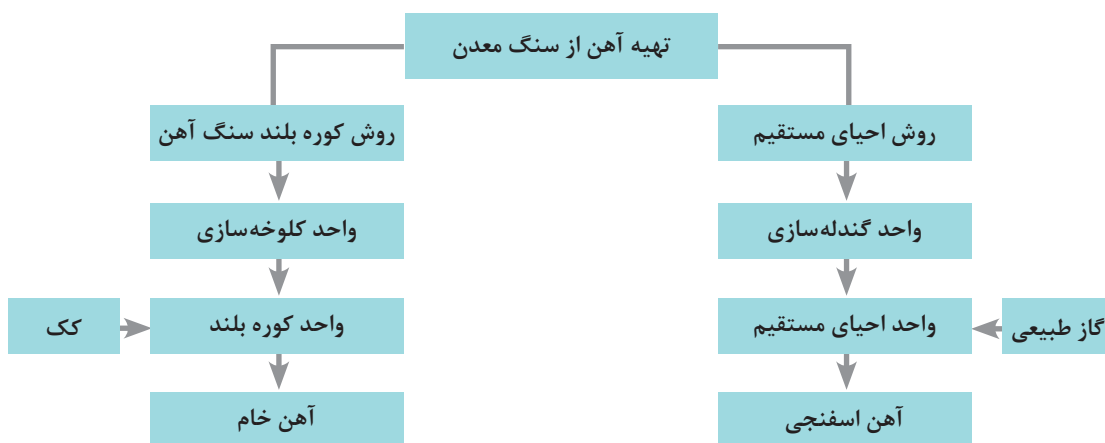 تهیه آهن از سنگ معدن
روش احیای مستقیم
روش کوره بلند سنگ آهن
واحد گندله‌سازی
واحد کلوخه‌سازی
گاز طبیعی
واحد احیای مستقیم
واحد کوره بلند
کک
آهن اسفنجی
آهن خام